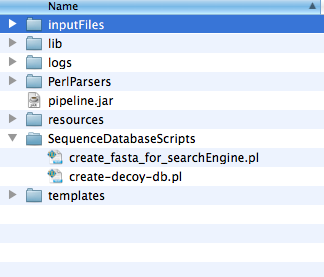 Name
inputFiles
lib
logs
PerlParsers
pipeline.jar
resources
SequenceDatabaseScripts
create_fasta_for_searchEngine.pl
create-decoy-db.pl
templates